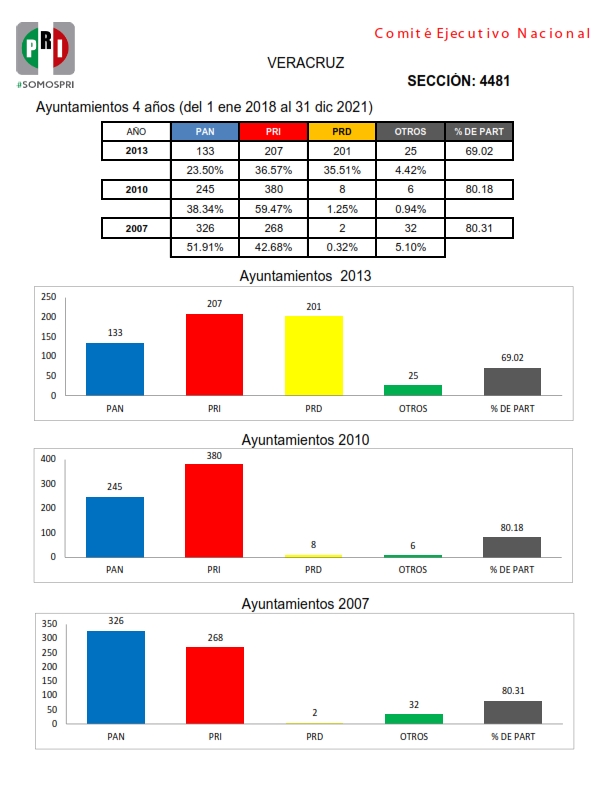 Comité Ejecutivo Nacional
PRI
#SOMOSPRI
VERACRUZ
SECCIÓN: 4481
Ayuntamientos 4 años (del 1 ene 2018 al 31 dic 2021)
AÑO PAN PRI PRD OTROS % DE PART
2013 133 207 201 25 69.02
23.50% 36.57% 35.51% 4.42%
2010 245 380 8 6 80.18
38.34% 59.47% 1.25% 0.94%
2007 326 268 2 32 80.31
51.91% 42.68% 0.32% 5.10%
Ayuntamientos 2013
250
200
150
100
50
0
133
207
201
25
69.02
PAN PRI PRD OTROS % DE PART
Ayuntamientos 2010
400
300
200
100
0
245
380
8
6
80.18
PAN PRI PRD OTROS % DE PART
Ayuntamientos 2007
350
300
250
200
150
100
50
0
326
268
2
32
80.31
PAN PRI PRD OTROS % DE PART